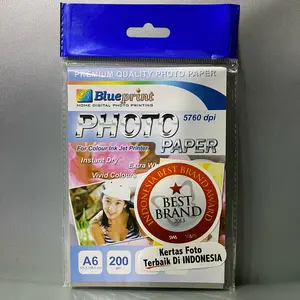 PREMIUM QUALITY PHOTO PAPER
Blueprint
HOME DIGITAL PHOTO PRINTING
5760 dpi
PHOTO
PAPER
For Colour Ink Jet Printer
Instant Dry
Extra
Vivid Colours
INDONESIA BEST BRAND AWARD
BEST
BRAND
2013
A6
200
Kertas Foto
Terbaik Di INDONESIA